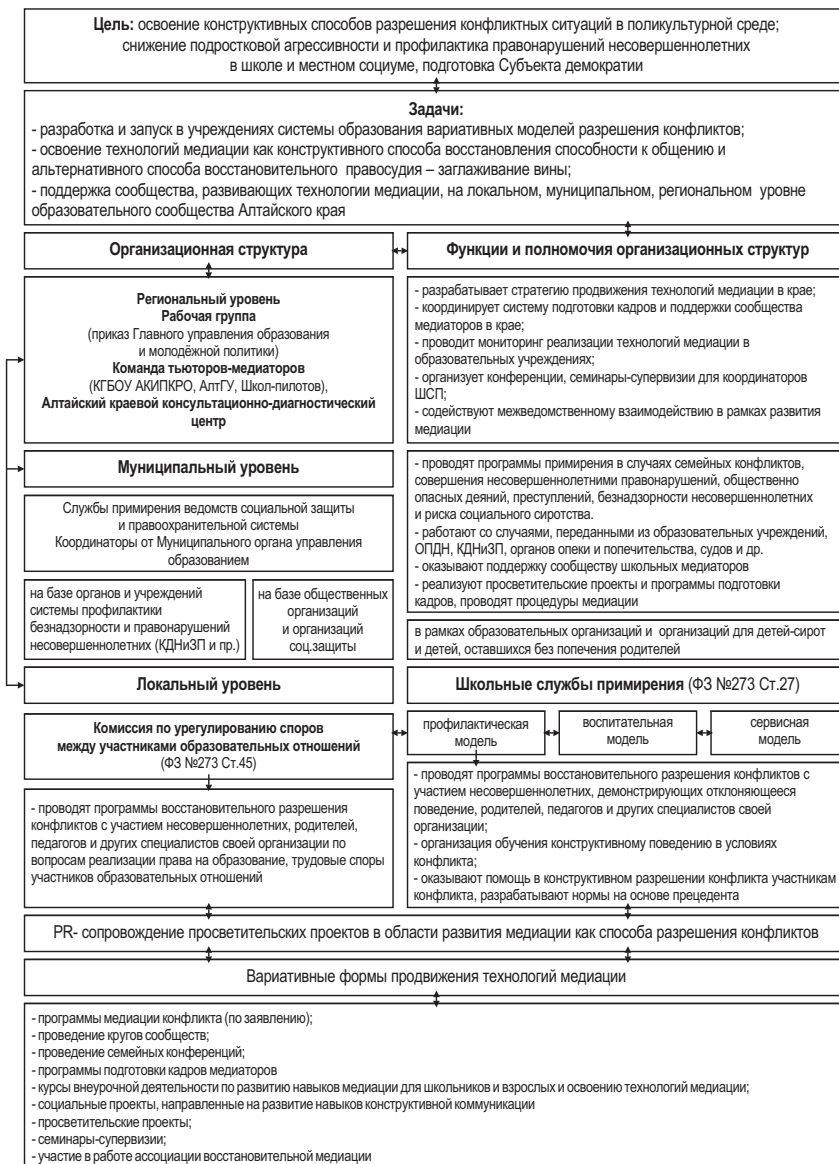 Цель: освоение конструктивных способов разрешения конфликтных ситуаций в поликультурной среде;
снижение подростковой агрессивности и профилактика правонарушений несовершеннолетних
в школе и местном социуме, подготовка Субъекта демократии
Задачи:
- разработка и запуск в учреждениях системы образования вариативных моделей разрешения конфликтов;
- освоение технологий медиации как конструктивного способа восстановления способности к общению и
альтернативного способа восстановительного правосудия – заглаживание вины;
- поддержка сообщества, развивающих технологии медиации, на локальном, муниципальном, региональном уровне
образовательного сообщества Алтайского края
Организационная структура
Функции и полномочия организационных структур
Региональный уровень
Рабочая группа
(приказ Главного управления образования
и молодёжной политики)
Команда тьюторов-медиаторов
(КГБОУ АКИПКРО, АлтГУ, Школ-пилотов),
Алтайский краевой консультационно-диагностический
центр
- разрабатывает стратегию продвижения технологий медиации в крае;
- координирует систему подготовки кадров и поддержки сообщества
медиаторов в крае;
- проводит мониторинг реализации технологий медиации в
образовательных учреждениях;
- организует конференции, семинары-супервизии для координаторов
ШСП;
- содействуют межведомственному взаимодействию в рамках развития
медиации
Муниципальный уровень
Службы примирения ведомств социальной защиты
и правоохранительной системы
Координаторы от Муниципального органа управления
образованием
на базе органов и учреждений
системы профилактики
безнадзорности и правонарушений
несовершеннолетних (КДНиЗП и пр.)
на базе общественных
организаций
и организаций
соц.защиты
- проводят программы примирения в случаях семейных конфликтов,
совершения несовершеннолетними правонарушений, общественно
опасных деяний, преступлений, безнадзорности несовершеннолетних
и риска социального сиротства.
- работают со случаями, переданными из образовательных учреждений,
ОПДН, КДНиЗП, органов опеки и попечительства, судов и др.
- оказывают поддержку сообществу школьных медиаторов
- реализуют просветительские проекты и программы подготовки
кадров, проводят процедуры медиации
в рамках образовательных организаций и организаций для детей-сирот
и детей, оставшихся без попечения родителей
Локальный уровень
Школьные службы примирения (ФЗ №273 Ст.27)
Комиссия по урегулированию споров
между участниками образовательных отношений
(ФЗ №273 Ст.45)
профилактическая
модель
воспитательная
модель
сервисная
модель
- проводят программы восстановительного разрешения
конфликтов с участием несовершеннолетних, родителей,
педагогов и других специалистов своей организации по
вопросам реализации права на образование, трудовые споры
участников образовательных отношений
- проводят программы восстановительного разрешения конфликтов с
участием несовершеннолетних, демонстрирующих отклоняющееся
поведение, родителей, педагогов и других специалистов своей
организации;
- организация обучения конструктивному поведению в условиях
конфликта;
- оказывают помощь в конструктивном разрешении конфликта участникам
конфликта, разрабатывают нормы на основе прецедента
PR- сопровождение просветительских проектов в области развития медиации как способа разрешения конфликтов
Вариативные формы продвижения технологий медиации
- программы медиации конфликта (по заявлению);
- проведение кругов сообществ;
- проведение семейных конференций;
- программы подготовки кадров медиаторов
- курсы внеурочной деятельности по развитию навыков медиации для школьников и взрослых и освоению технологий медиации;
- социальные проекты, направленные на развитие навыков конструктивной коммуникации
- просветительские проекты;
- семинары-супервизии;
- участие в работе ассоциации восстановительной медиации